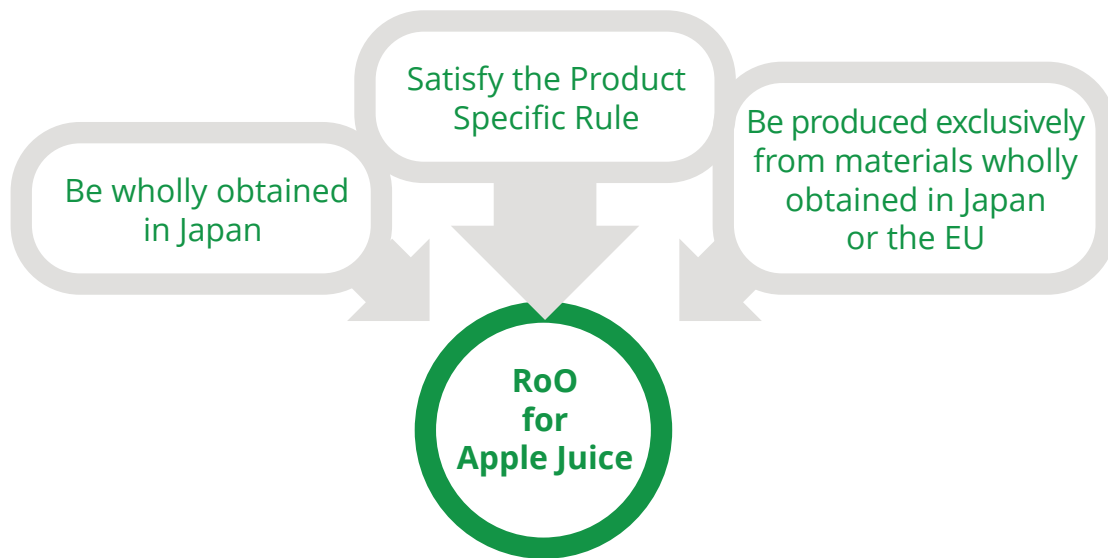 Be wholly obtained
in Japan
Satisfy the Product
Specific Rule
Be produced exclusively
from materials wholly
obtained in Japan
or the EU
RoO
for
Apple Juice